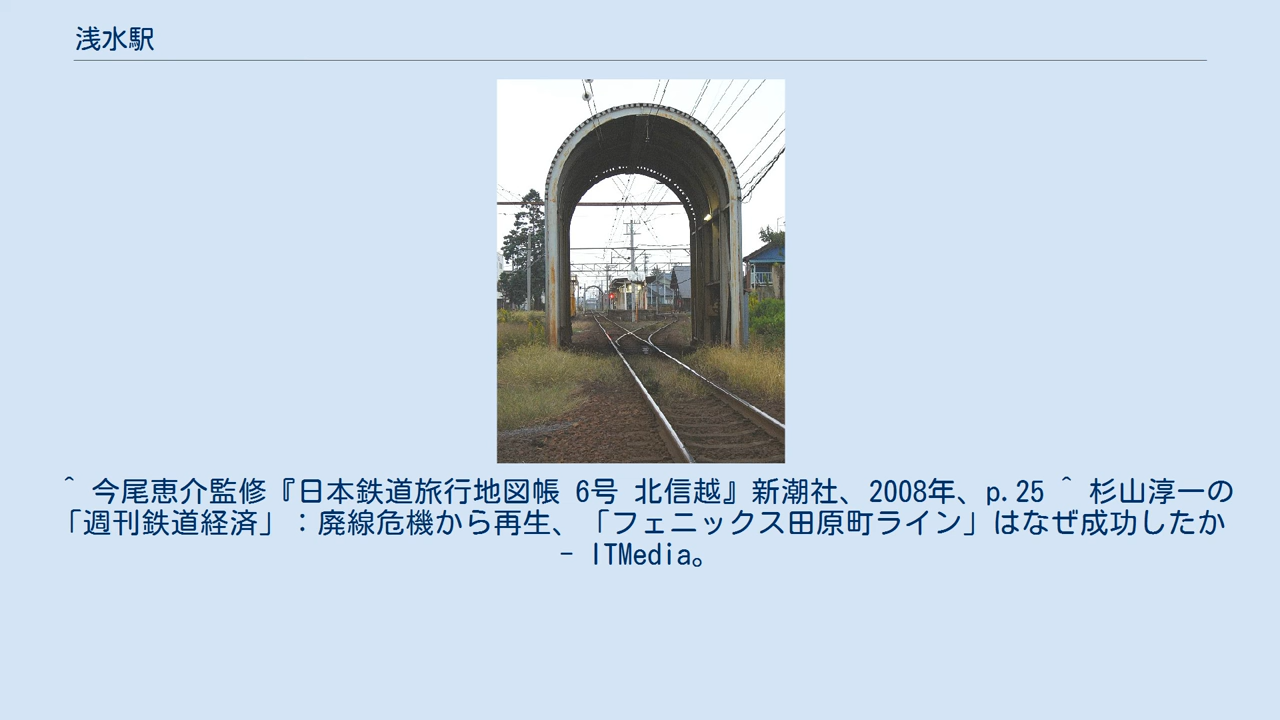 浅水駅
^ 今尾恵介監修『日本鉄道旅行地図帳 6号 北信越』新潮社、2008年、p.25 ^ 杉山淳一の
「週刊鉄道経済」：廃線危機から再生、「フェニックス田原町ライン」はなぜ成功したか
- ITMedia。